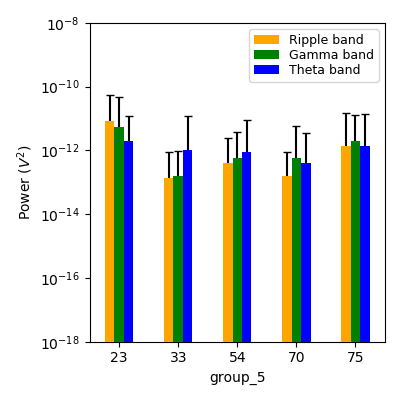 10⁻⁸
10⁻¹⁰
10⁻¹²
10⁻¹⁴
10⁻¹⁶
10⁻¹⁸
Power (V²)
Ripple band
Gamma band
Theta band
23 33 54 70 75
group_5